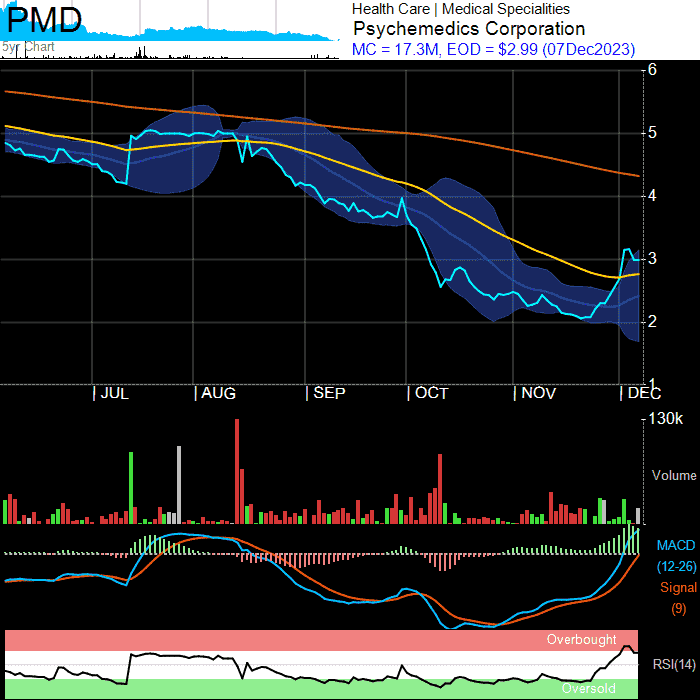 PMD
5yr Chart
Health Care | Medical Specialities
Psychemedics Corporation
MC = 17.3M, EOD = $2.99 (07Dec2023)
6
5
4
3
2
1
JUL AUG SEP OCT NOV DEC
130k
Volume
MACD
(12-26)
Signal
(9)
Overbought
RSI(14)
Oversold